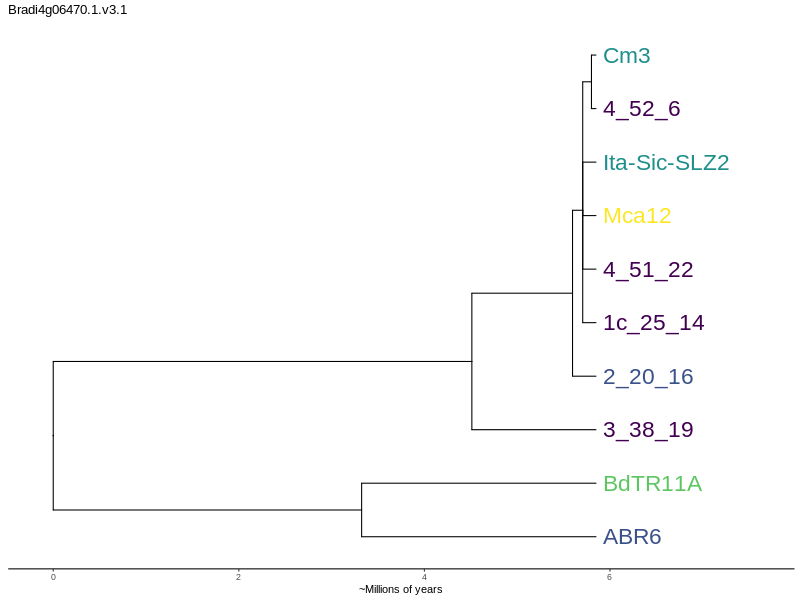 Bradi4g06470.1.v3.1
Cm3
4_52_6
Ita-Sic-SLZ2
Mca12
4_51_22
1c_25_14
2_20_16
3_38_19
BdTR11A
ABR6
0 2 4 6
~Millions of years